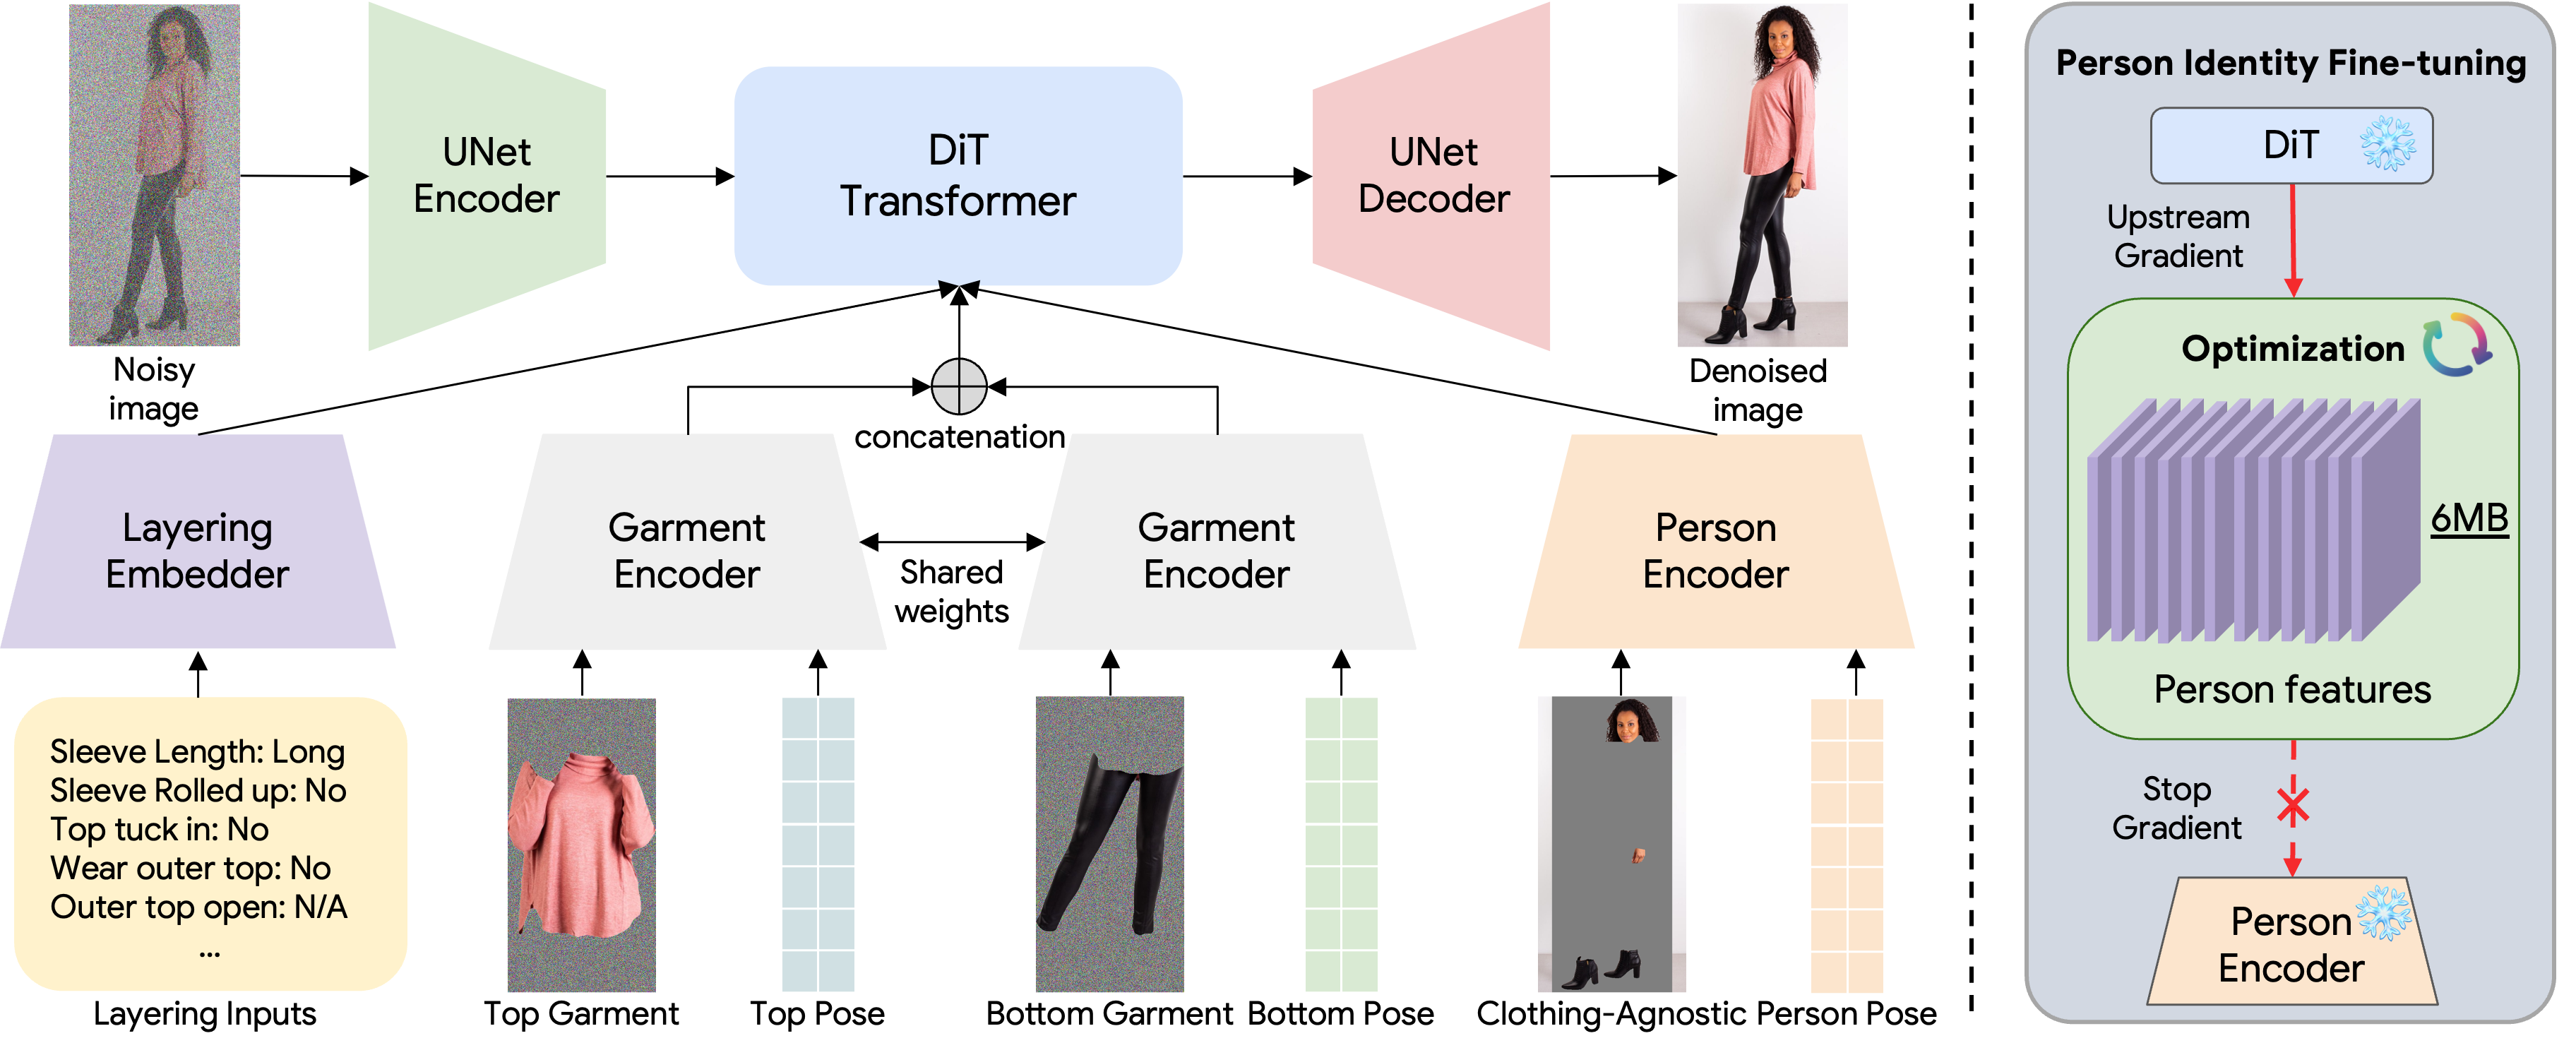 UNet
Encoder
DiT
Transformer
UNet
Decoder
Noisy
image
Denoised
image
concatenation
Layering
Embedder
Garment
Encoder
Shared
weights
Garment
Encoder
Person
Encoder
Sleeve Length: Long
Sleeve Rolled up: No
Top tuck in: No
Wear outer top: No
Outer top open: N/A
...
Layering Inputs
Top Garment
Top Pose
Bottom Garment
Bottom Pose
Clothing-Agnostic
Person Pose
Person Identity Fine-tuning
DiT
Upstream
Gradient
Optimization
6MB
Person features
Stop
Gradient
Person
Encoder